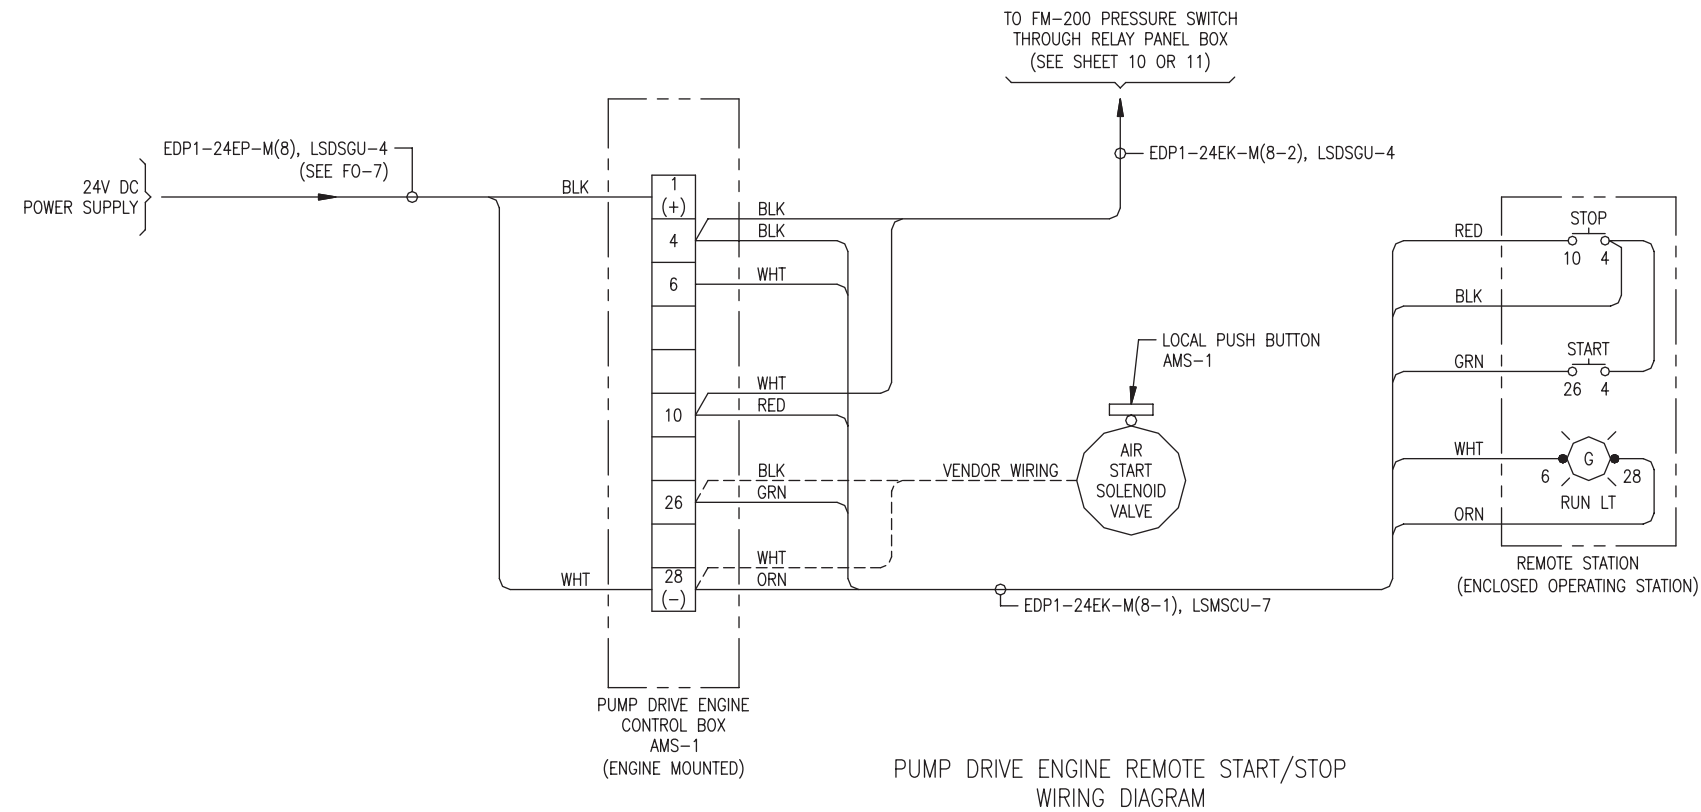 TO FM-200 PRESSURE SWITCH
THROUGH RELAY PANEL BOX
(SEE SHEET 10 OR 11)
EDP1-24EP-M(8), LSDSGU-4
(SEE FO-7)
EDP1-24EK-M(8-2), LSDSGU-4
24V DC
POWER SUPPLY
BLK
1
(+)
BLK
4
BLK
6
WHT
WHT
10
RED
BLK
26
GRN
WHT
WHT
28
(-)
ORN
VENDOR WIRING
LOCAL PUSH BUTTON
AMS-1
AIR
START
SOLENOID
VALVE
EDP1-24EK-M(8-1), LSMSCU-7
RED
STOP
10 4
BLK
START
GRN
26 4
WHT
G
6 28
RUN LT
ORN
REMOTE STATION
(ENCLOSED OPERATING STATION)
PUMP DRIVE ENGINE
CONTROL BOX
AMS-1
(ENGINE MOUNTED)
PUMP DRIVE ENGINE REMOTE START/STOP
WIRING DIAGRAM